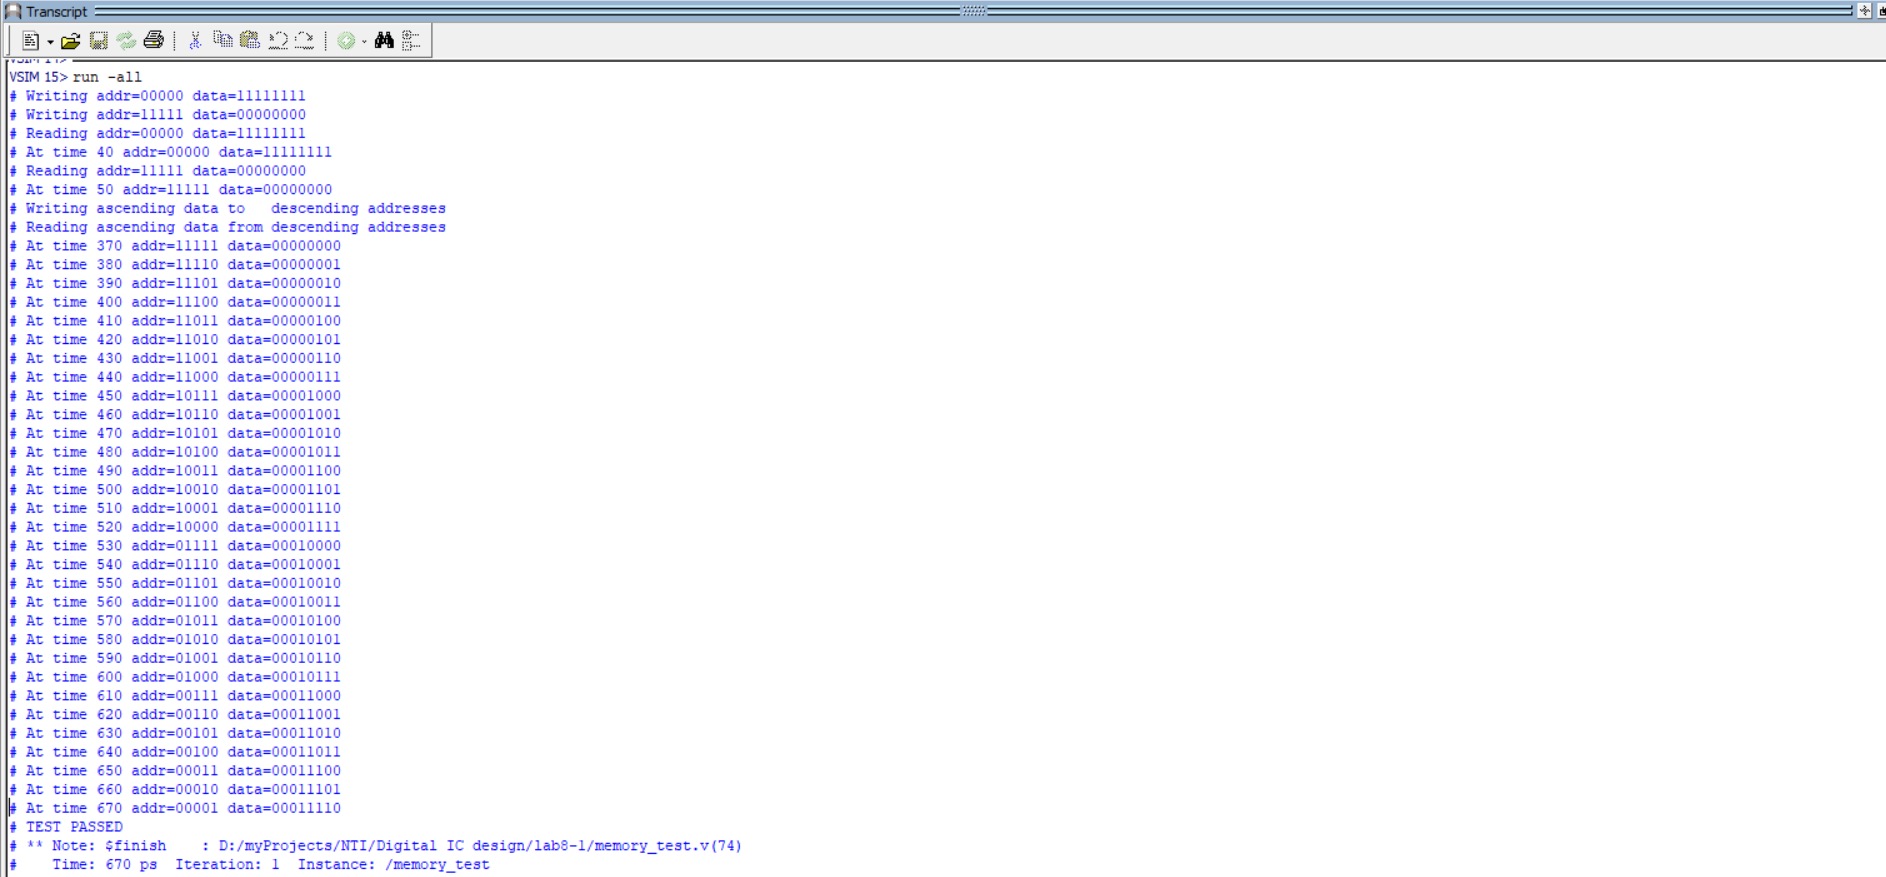 Transcript
VSIM 14>
VSIM 15> run -all
# Writing addr=00000 data=11111111
# Writing addr=11111 data=00000000
# Reading addr=00000 data=11111111
# At time 40 addr=00000 data=11111111
# Reading addr=11111 data=00000000
# At time 50 addr=11111 data=00000000
# Writing ascending data to   descending addresses
# Reading ascending data from descending addresses
# At time 370 addr=11111 data=00000000
# At time 380 addr=11110 data=00000001
# At time 390 addr=11101 data=00000010
# At time 400 addr=11100 data=00000011
# At time 410 addr=11011 data=00000100
# At time 420 addr=11010 data=00000101
# At time 430 addr=11001 data=00000110
# At time 440 addr=11000 data=00000111
# At time 450 addr=10111 data=00001000
# At time 460 addr=10110 data=00001001
# At time 470 addr=10101 data=00001010
# At time 480 addr=10100 data=00001011
# At time 490 addr=10011 data=00001100
# At time 500 addr=10010 data=00001101
# At time 510 addr=10001 data=00001110
# At time 520 addr=10000 data=00001111
# At time 530 addr=01111 data=00010000
# At time 540 addr=01110 data=00010001
# At time 550 addr=01101 data=00010010
# At time 560 addr=01100 data=00010011
# At time 570 addr=01011 data=00010100
# At time 580 addr=01010 data=00010101
# At time 590 addr=01001 data=00010110
# At time 600 addr=01000 data=00010111
# At time 610 addr=00111 data=00011000
# At time 620 addr=00110 data=00011001
# At time 630 addr=00101 data=00011010
# At time 640 addr=00100 data=00011011
# At time 650 addr=00011 data=00011100
# At time 660 addr=00010 data=00011101
# At time 670 addr=00001 data=00011110
# TEST PASSED
# ** Note: $finish    : D:/myProjects/NTI/Digital IC design/lab8-1/memory_test.v(74)
#    Time: 670 ps  Iteration: 1  Instance: /memory_test